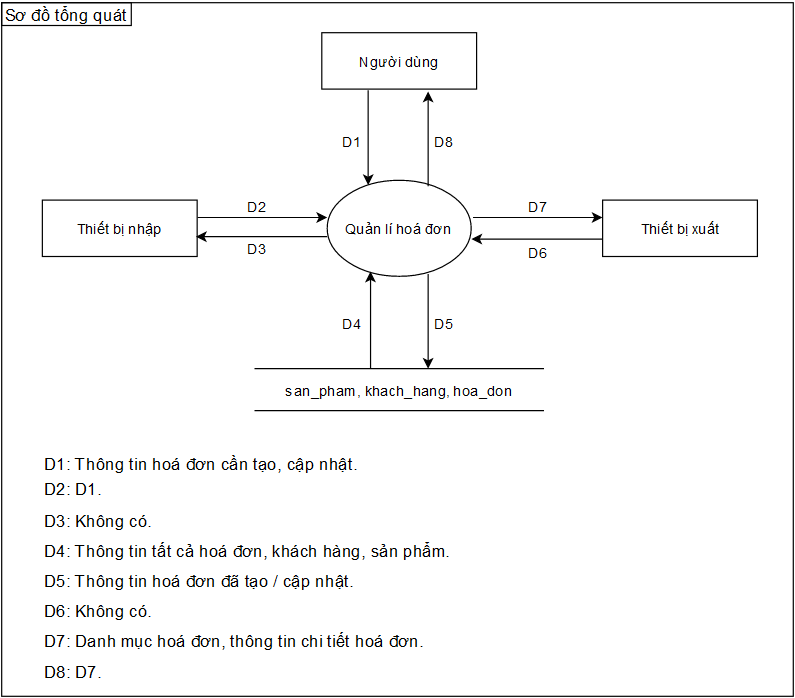 Sơ đồ tổng quát
Người dùng
D1
D8
Thiết bị nhập
D2
D3
Quản lí hoá đơn
D7
D6
Thiết bị xuất
D4
D5
san_pham, khach_hang, hoa_don
D1: Thông tin hoá đơn cần tạo, cập nhật.
D2: D1.
D3: Không có.
D4: Thông tin tất cả hoá đơn, khách hàng, sản phẩm.
D5: Thông tin hoá đơn đã tạo / cập nhật.
D6: Không có.
D7: Danh mục hoá đơn, thông tin chi tiết hoá đơn.
D8: D7.